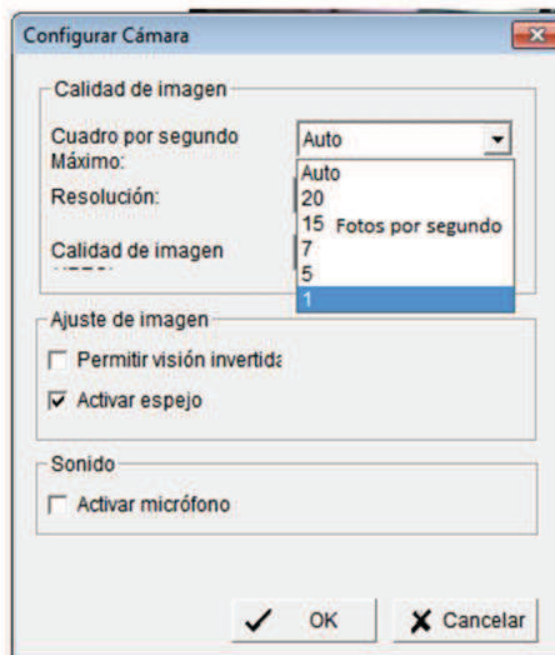 Configurar Cámara
Calidad de imagen
Cuadro por segundo
Máximo:
Auto
Auto
20
15 Fotos por segundo
7
5
1
Resolución:
Calidad de imagen
Ajuste de imagen
Permitir visión invertida
Activar espejo
Sonido
Activar micrófono
OK
Cancelar